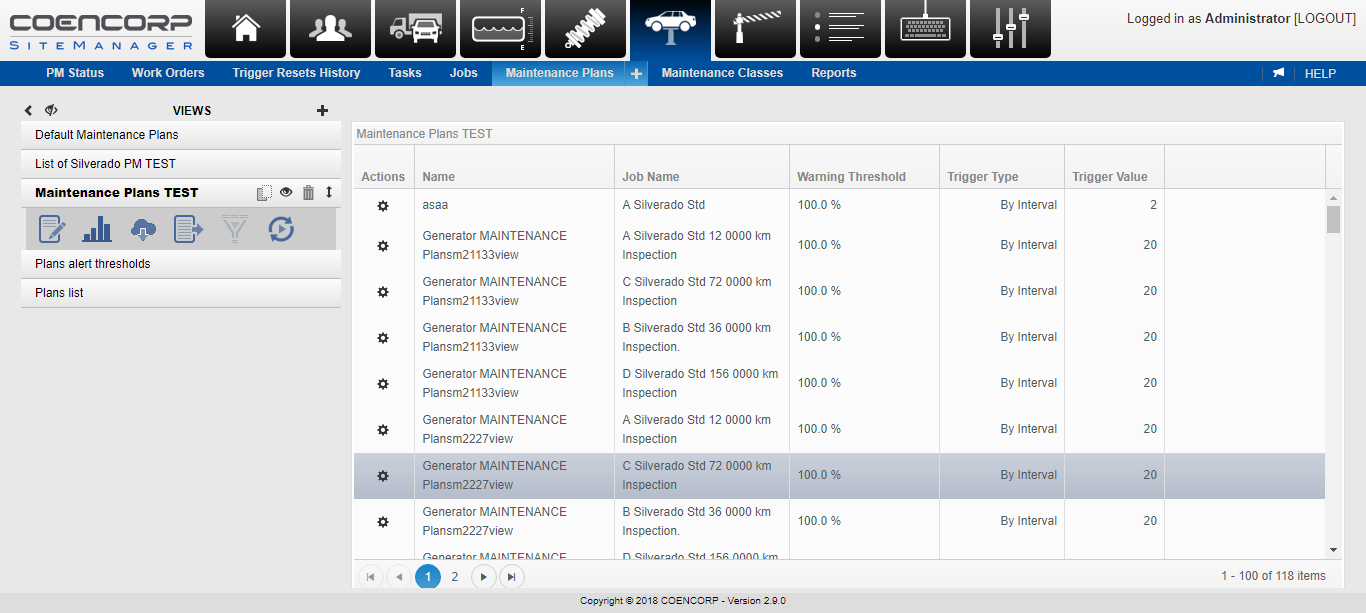 COENCORP
SITEMANAGER
F
E
Logged in as Administrator [LOGOUT]
PM Status Work Orders Trigger Resets History Tasks Jobs Maintenance Plans + Maintenance Classes Reports HELP
VIEWS
Default Maintenance Plans
List of Silverado PM TEST
Maintenance Plans TEST
Plans alert thresholds
Plans list
Maintenance Plans TEST
Actions Name Job Name Warning Threshold Trigger Type Trigger Value
asaa A Silverado Std 100.0 % By Interval 2
Generator MAINTENANCE A Silverado Std 12 0000 km
Plansm21133view Inspection 100.0 % By Interval 20
Generator MAINTENANCE C Silverado Std 72 0000 km
Plansm21133view Inspection 100.0 % By Interval 20
Generator MAINTENANCE B Silverado Std 36 0000 km
Plansm21133view Inspection. 100.0 % By Interval 20
Generator MAINTENANCE D Silverado Std 156 0000 km
Plansm21133view Inspection 100.0 % By Interval 20
Generator MAINTENANCE A Silverado Std 12 0000 km
Plansm2227view Inspection 100.0 % By Interval 20
Generator MAINTENANCE C Silverado Std 72 0000 km
Plansm2227view Inspection 100.0 % By Interval 20
Generator MAINTENANCE B Silverado Std 36 0000 km
Plansm2227view Inspection. 100.0 % By Interval 20
Generator MAINTENANCE D Silverado Std 156 0000 km
1 2 1 - 100 of 118 items
Copyright © 2018 COENCORP - Version 2.9.0